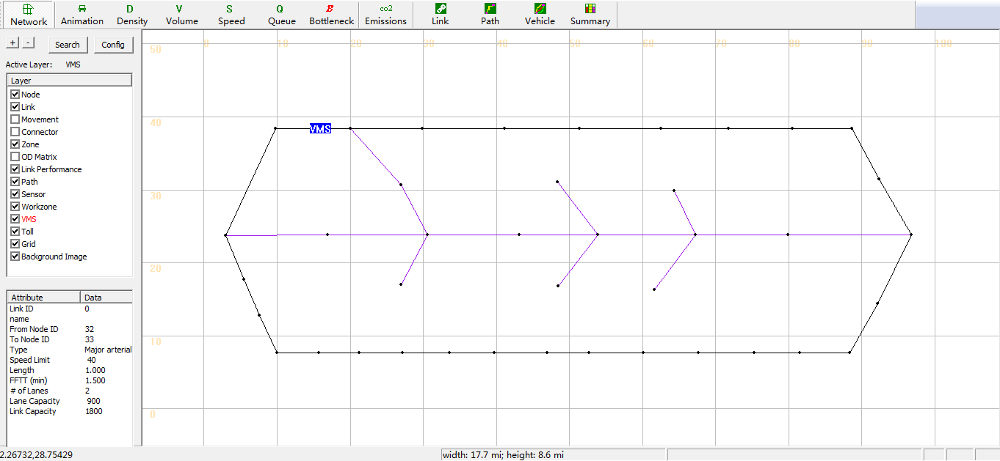 Network Animation Density Volume Speed Queue Bottleneck Emissions Link Path Vehicle Summary
D V S Q B co2
+ - Search Config
Active Layer: VMS
Layer
Node
Link
Movement
Connector
Zone
OD Matrix
Link Performance
Path
Sensor
Workzone
VMS
Toll
Grid
Background Image
Attribute Data
Link ID 0
name
From Node ID 32
To Node ID 33
Type Major arterial
Speed Limit 40
Length 1.000
FFTT (min) 1.500
# of Lanes 2
Lane Capacity 900
Link Capacity 1800
0 10 20 30 40 50 60 70 80 90 100
50
40
VMS
30
20
10
0
2.26732,28.75429
width: 17.7 mi; height: 8.6 mi